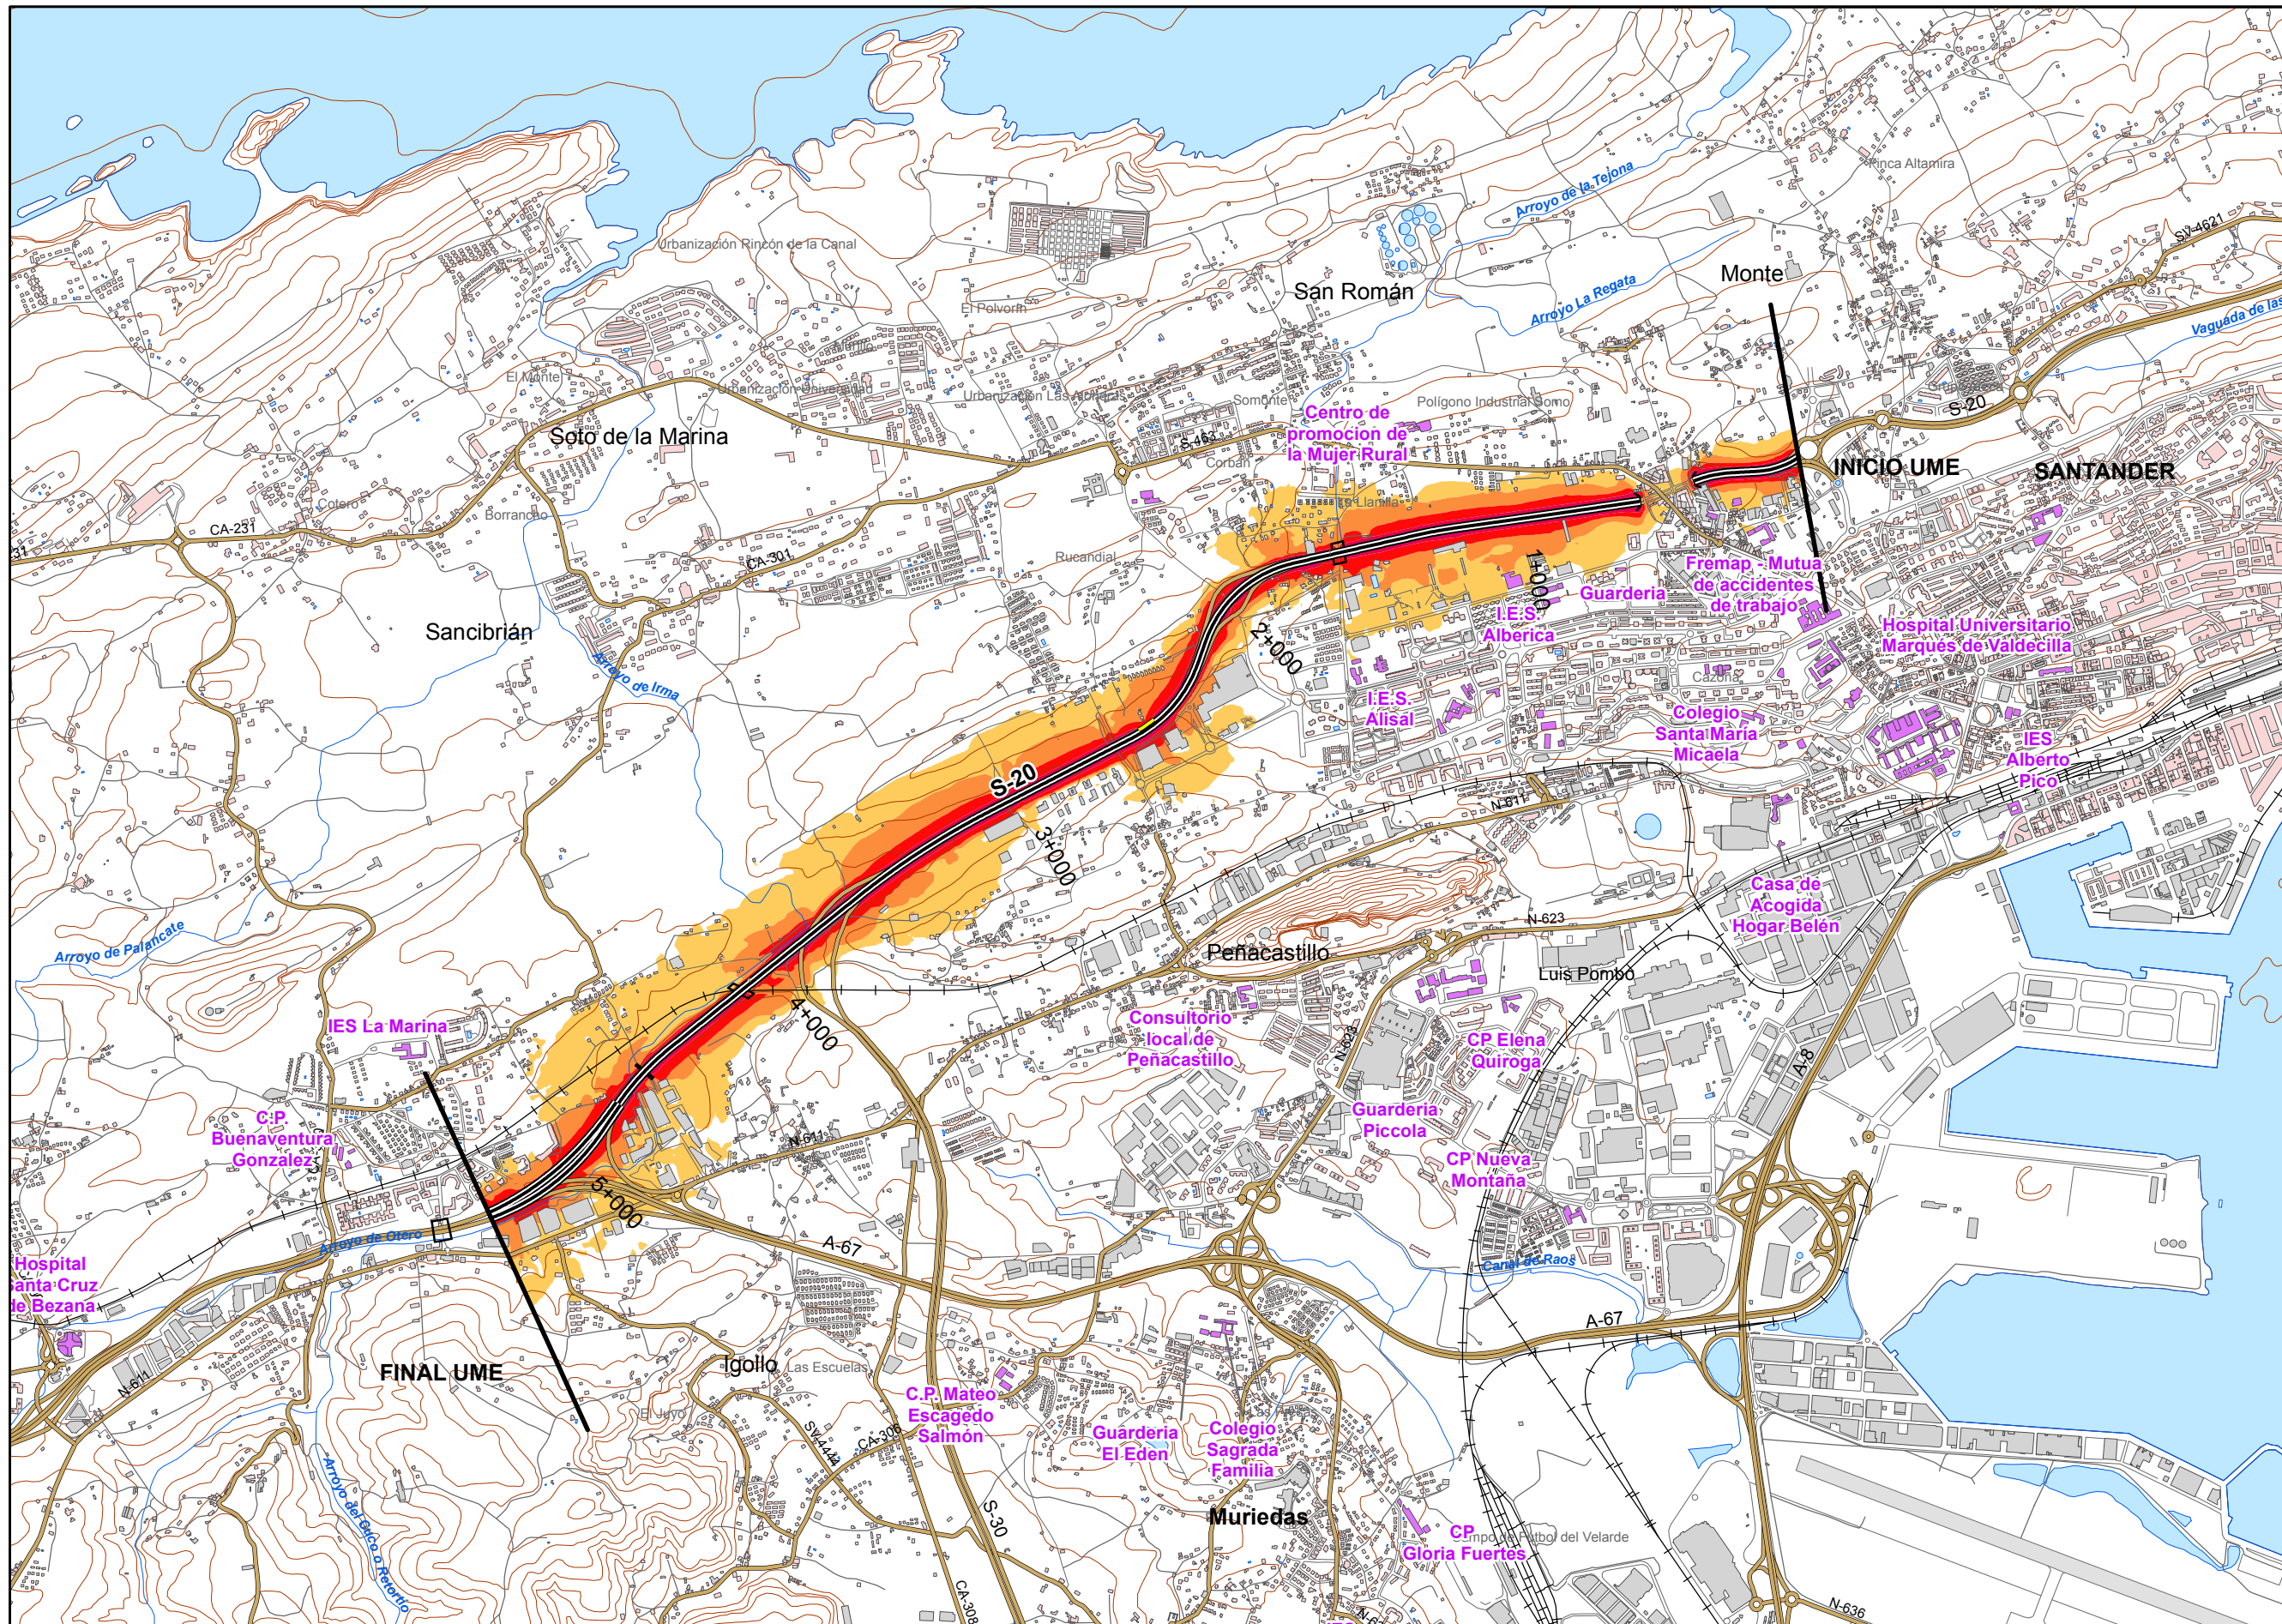 Finca Altamira
Arroyo de la Tejona
SV-4621
Urbanización Rincón de la Canal
Monte
San Román
Arroyo La Regata
El Polvorín
Vaguada de las
El Monte
Urbanización Universidad
Urbanización Las
Somonte
Polígono Industrial Somo
S-20
Centro de
promocion de
la Mujer Rural
Soto de la Marina
S-463
Corbán
INICIO UME
SANTANDER
Cotero
Borrancho
La Llanilla
CA-231
31
CA-301
Rucandial
1+000
Fremap - Mutua
de accidentes
de trabajo
Guarderia
I.E.S.
Alberica
Sancibrián
2+000
Hospital Universitario
Marqués de Valdecilla
Arroyo de Irma
Cazoña
I.E.S.
Alisal
Colegio
Santa María
Micaela
IES
Alberto
Pico
S-20
N-611
3+000
Casa de
Acogida
Hogar Belén
N-623
Arroyo de Palancate
Peñacastillo
Luis Pombo
4+000
IES La Marina
Consultorio
local de
Peñacastillo
N-623
CP Elena
Quiroga
A-8
C.P.
Buenaventura
Gonzalez
Guarderia
Piccola
N-611
CP Nueva
Montaña
5+000
Arroyo de Otero
A-67
Hospital
Santa Cruz
de Bezana
Canal de Raos
A-67
FINAL UME
Igollo
Las Escuelas
N-611
El Juyo
C.P. Mateo
Escagedo
Salmón
SV-4444
CA-308
Guarderia
El Eden
Colegio
Sagrada
Familia
Arroyo del Cuco o Retortio
S-30
Muriedas
CP
Gloria Fuertes
Campo de Fútbol del Velarde
CA-308
N-636